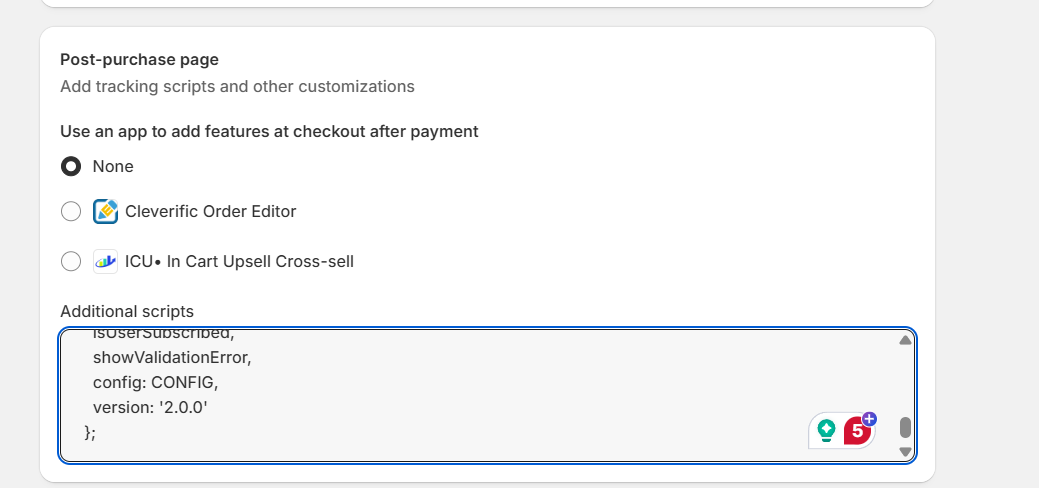 Post-purchase page
Add tracking scripts and other customizations
Use an app to add features at checkout after payment
None
Cleverific Order Editor
ICU• In Cart Upsell Cross-sell
Additional scripts
isUserSubscribed,
showValidationError,
config: CONFIG,
version: '2.0.0'
};
5